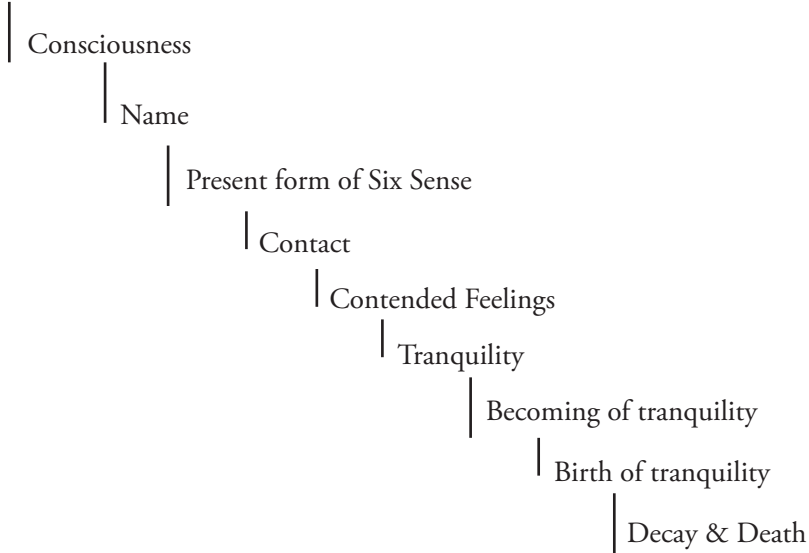 Consciousness
Name
Present form of Six Sense
Contact
Contended Feelings
Tranquility
Becoming of tranquility
Birth of tranquility
Decay & Death